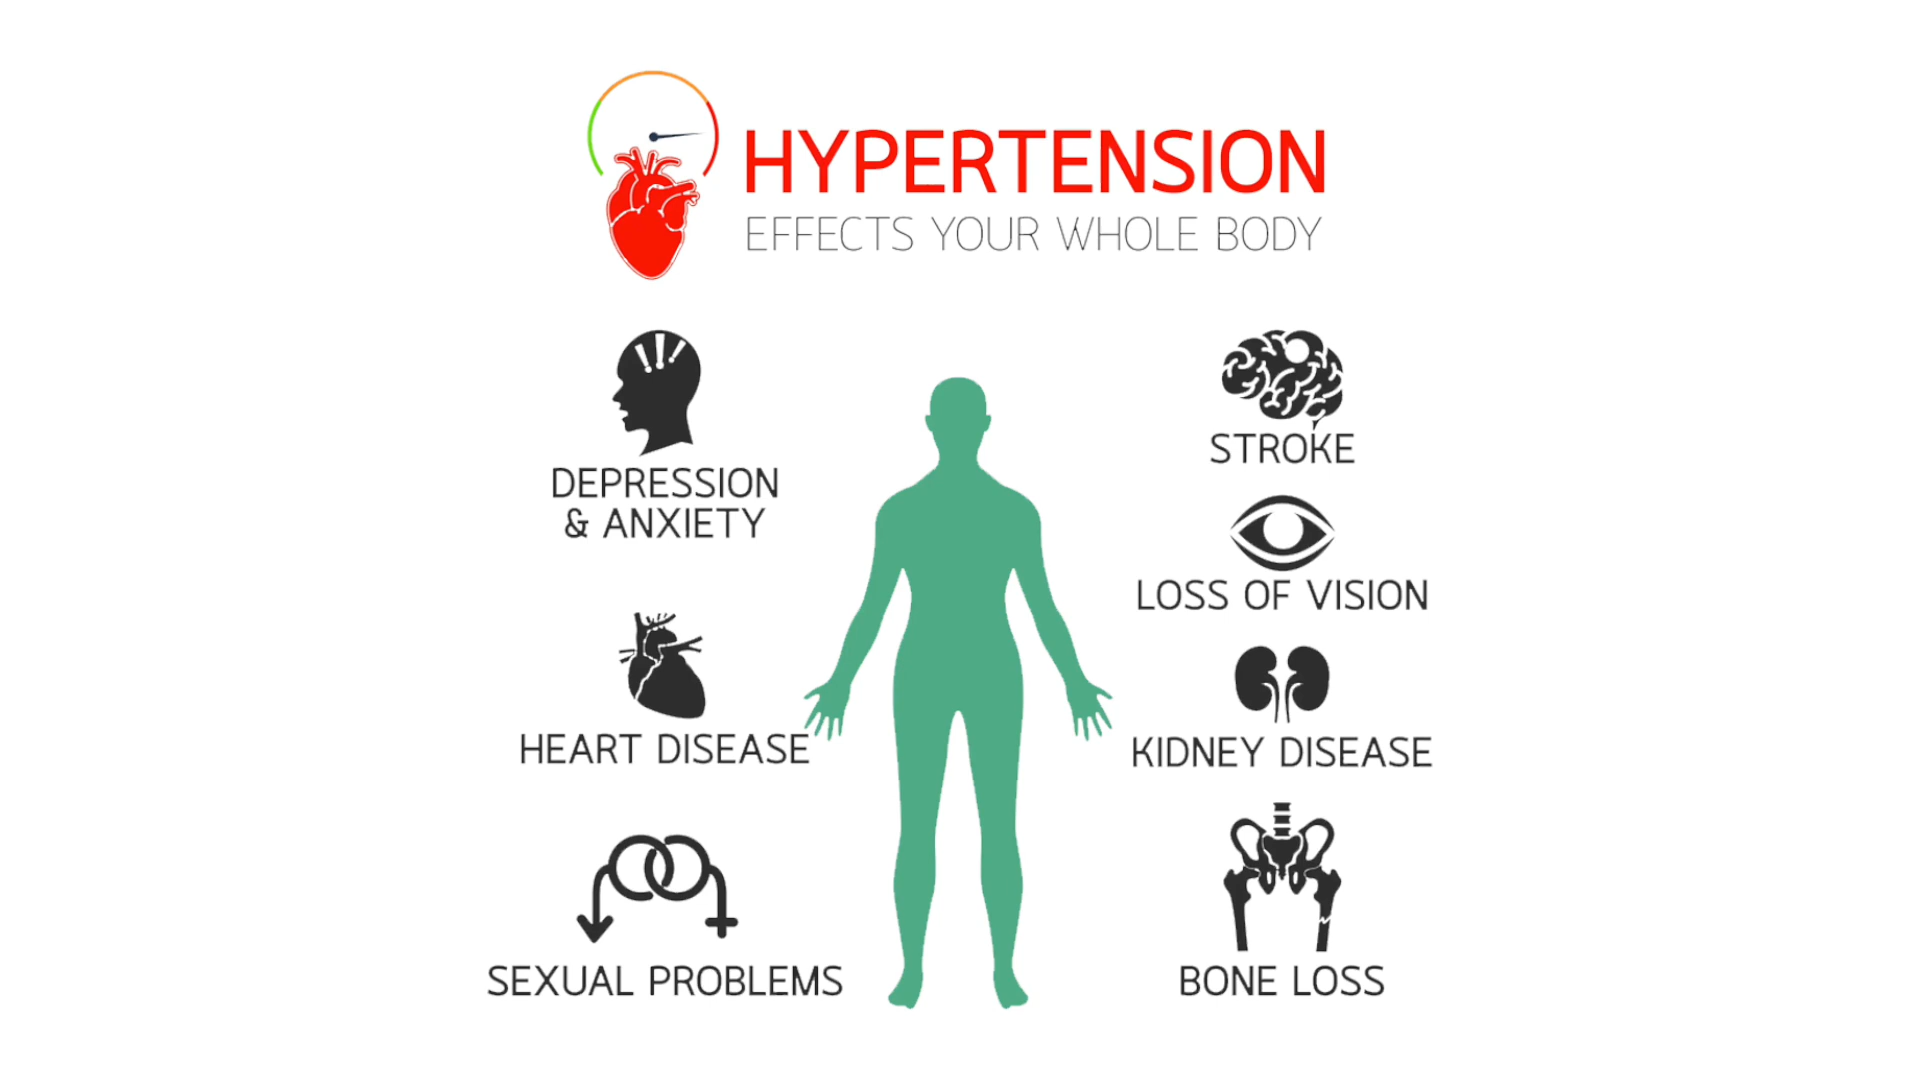 HYPERTENSION
EFFECTS YOUR WHOLE BODY
DEPRESSION
& ANXIETY
HEART DISEASE
SEXUAL PROBLEMS
STROKE
LOSS OF VISION
KIDNEY DISEASE
BONE LOSS